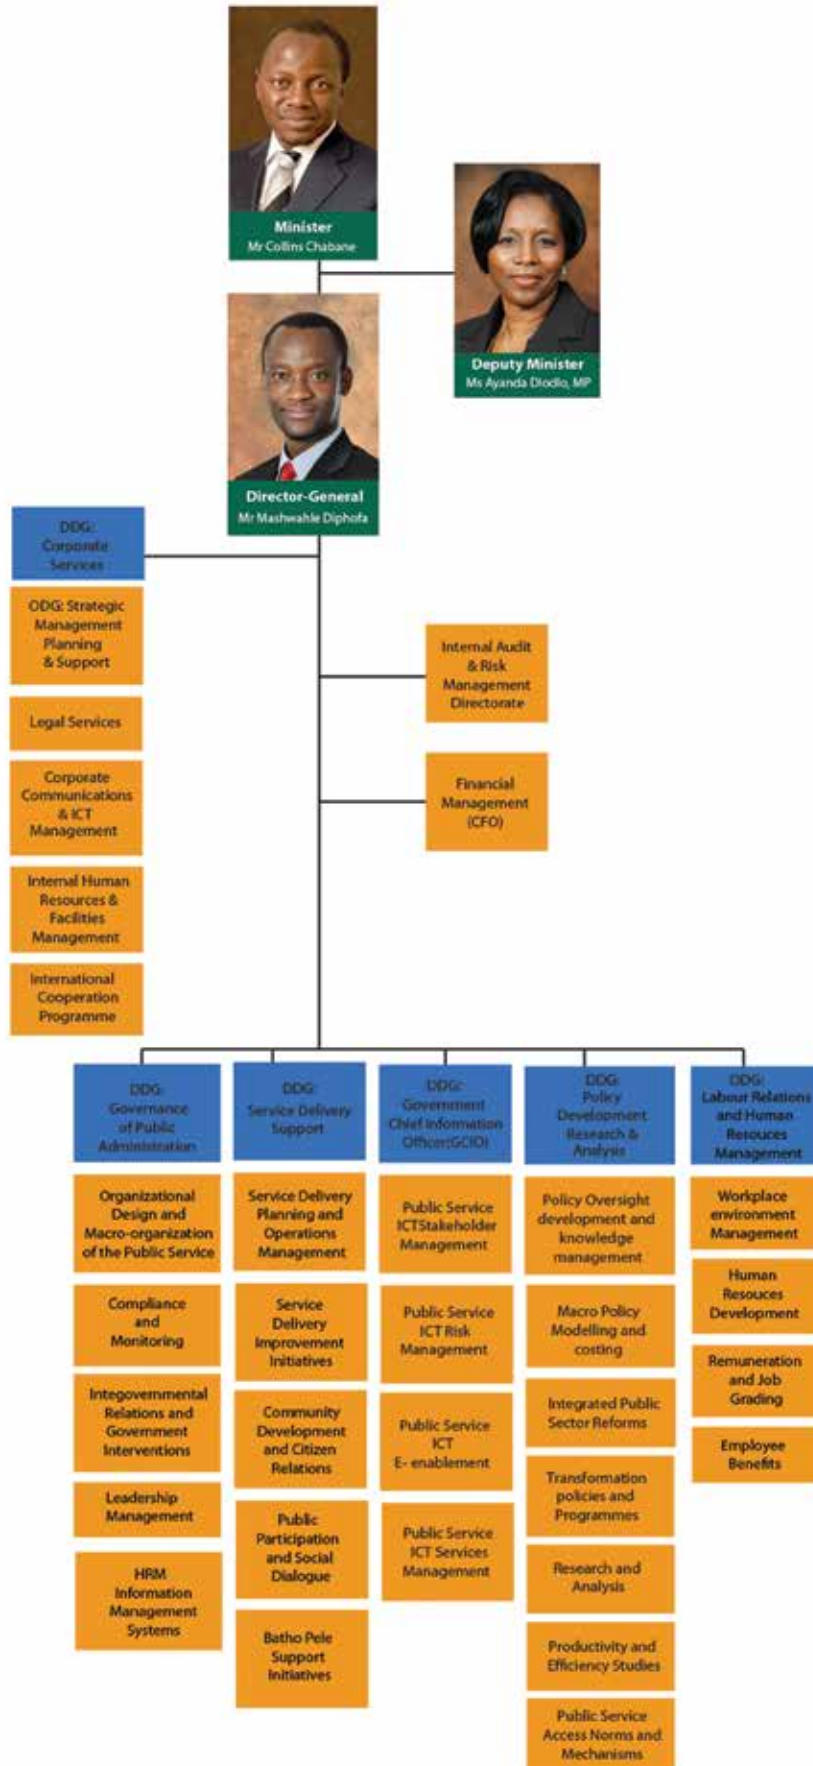 Minister
Mr Collins Chabane
Deputy Minister
Ms Ayanda Dlodlo, MP
Director-General
Mr Mashwahle Diphofa
DDG:
Corporate
Services
ODG: Strategic
Management
Planning
& Support
Legal Services
Corporate
Communications
& ICT
Management
Internal Human
Resources &
Facilities
Management
International
Cooperation
Programme
Internal Audit
& Risk
Management
Directorate
Financial
Management
(CFO)
DDG:
Governance
of Public
Administration
Organizational
Design and
Macro-organization
of the Public Service
Compliance
and
Monitoring
Integovernmental
Relations and
Government
Interventions
Leadership
Management
HRM
Information
Management
Systems
DDG:
Service Delivery
Support
Service Delivery
Planning and
Operations
Management
Service
Delivery
Improvement
Initiatives
Community
Development
and Citizen
Relations
Public
Participation
and Social
Dialogue
Batho Pele
Support
Initiatives
DDG:
Government
Chief Information
Officer(GCIO)
Public Service
ICTStakeholder
Management
Public Service
ICT Risk
Management
Public Service
ICT
E- enablement
Public Service
ICT Services
Management
DDG:
Policy
Development
Research &
Analysis
Policy Oversight
development and
knowledge
management
Macro Policy
Modelling and
costing
Integrated Public
Sector Reforms
Transformation
policies and
Programmes
Research and
Analysis
Productivity and
Efficiency Studies
Public Service
Access Norms and
Mechanisms
DDG:
Labour Relations
and Human
Resouces
Management
Workplace
environment
Management
Human
Resouces
Development
Remuneration
and Job
Grading
Employee
Benefits